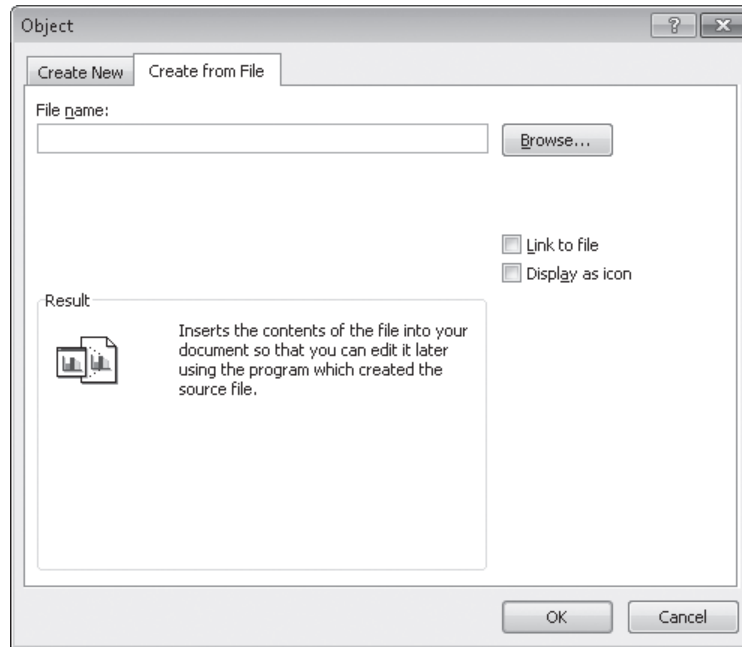 Object
Create New
Create from File
File name:
Browse...
Link to file
Display as icon
Result
Inserts the contents of the file into your
document so that you can edit it later
using the program which created the
source file.
OK
Cancel